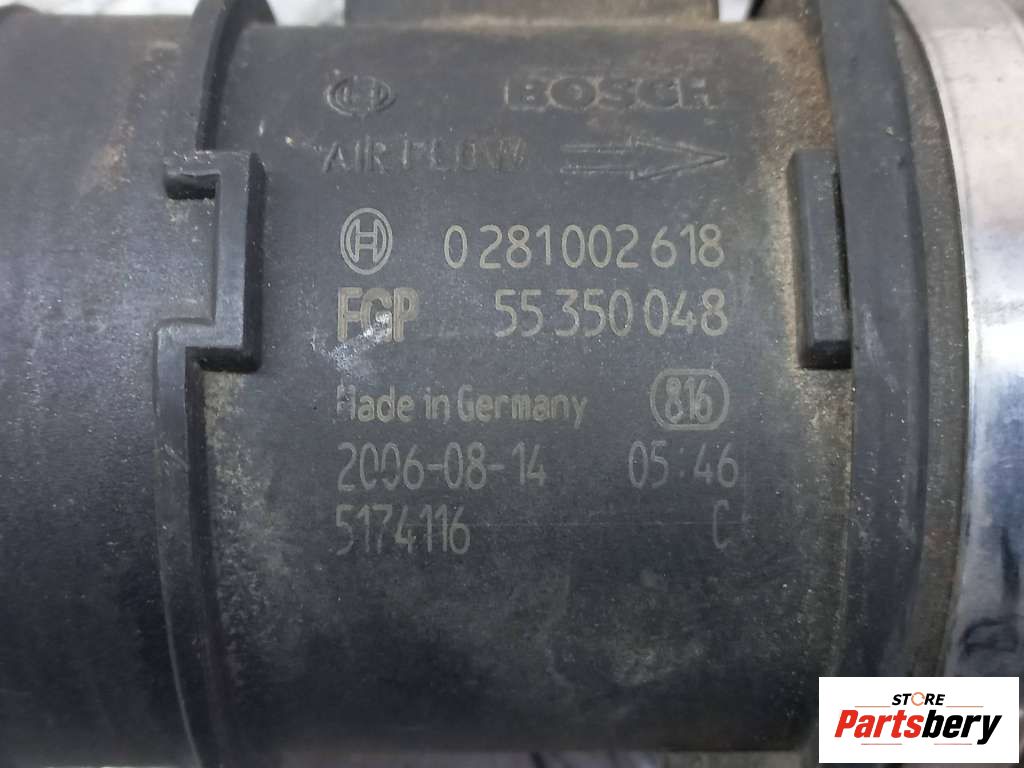 BOSCH
AIR FLOW
0 281 002 618
FGP 55 350 048
Made in Germany 816
2006-08-14 05:46
5174116 C
STORE
Partsbery